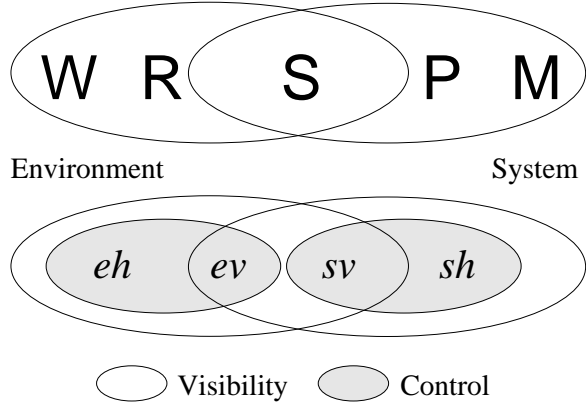 W R S P M
Environment System
eh ev sv sh
Visibility Control